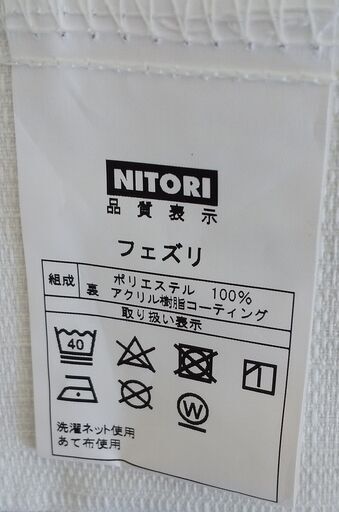 NITORI
品質表示
フェズリ
組成 ポリエステル 100%
裏 アクリル樹脂コーティング
取り扱い表示
40
W
洗濯ネット使用
あて布使用